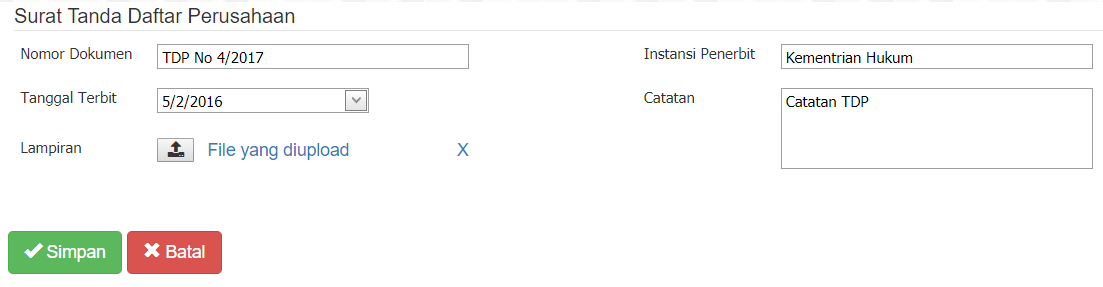 Surat Tanda Daftar Perusahaan
Nomor Dokumen TDP No 4/2017 Instansi Penerbit Kementrian Hukum
Tanggal Terbit 5/2/2016 Catatan Catatan TDP
Lampiran File yang diupload X
Simpan Batal